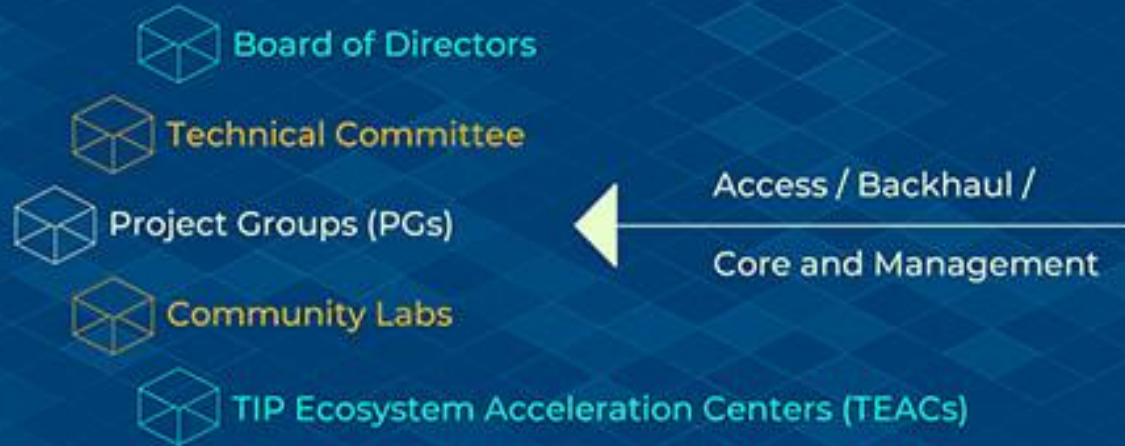 Board of Directors
Technical Committee
Project Groups (PGs)
Access / Backhaul /
Core and Management
Community Labs
TIP Ecosystem Acceleration Centers (TEACs)